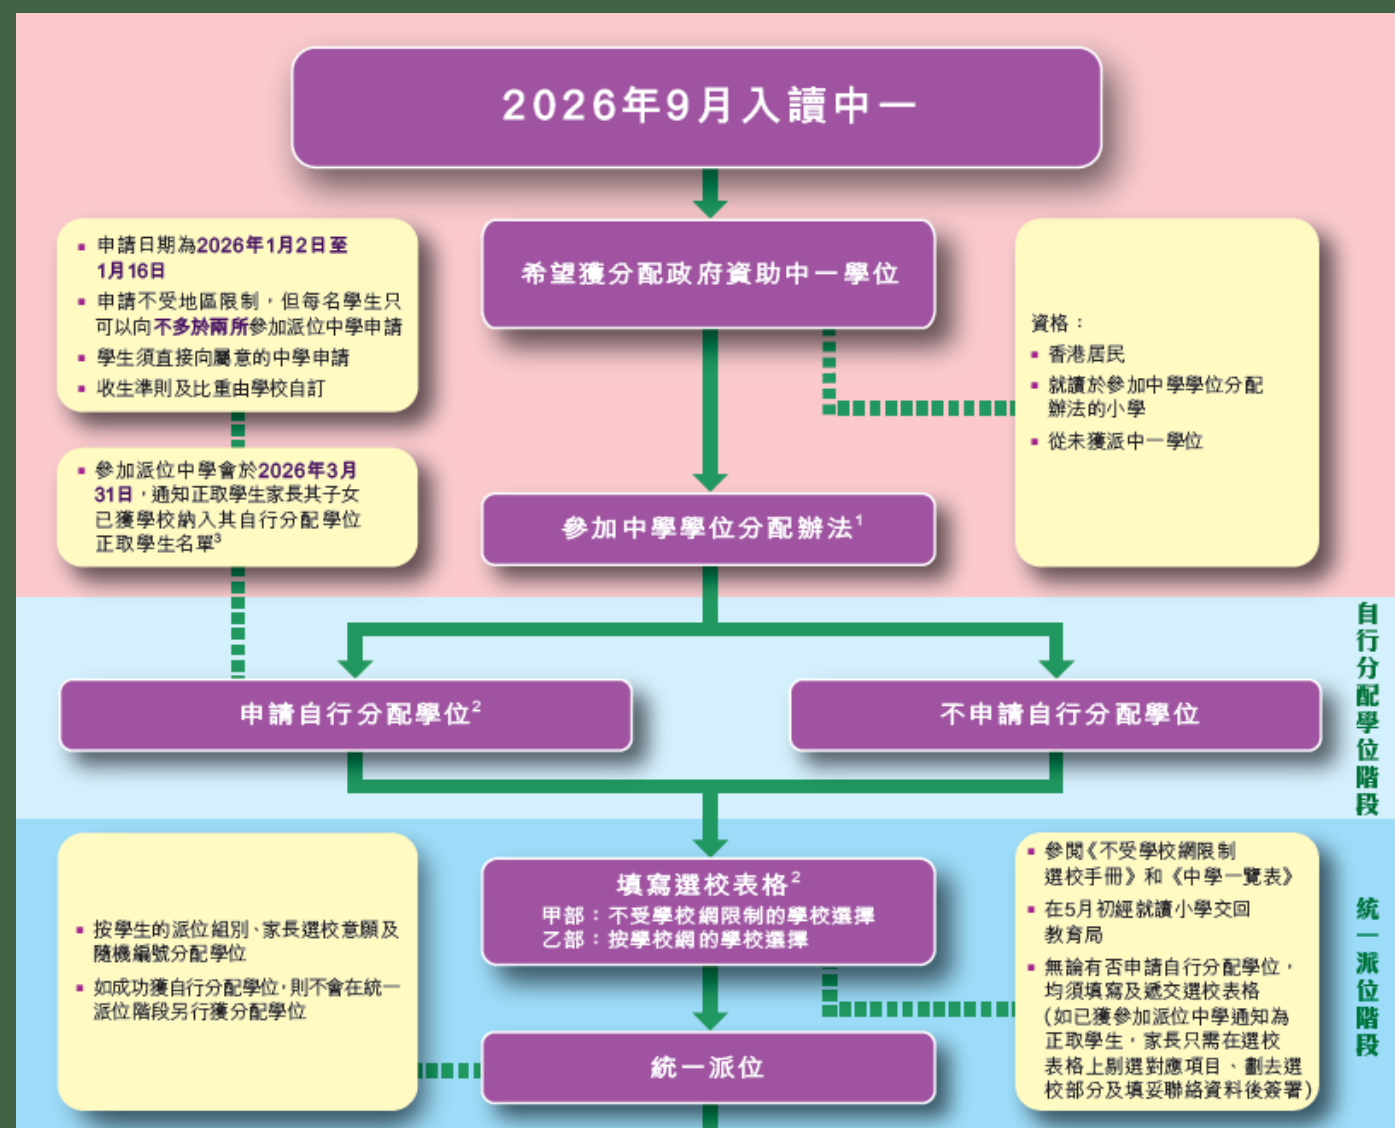 2026年9月入讀中一
▪ 申請日期為2026年1月2日至
1月16日
▪ 申請不受地區限制，但每名學生只
可以向不多於兩所參加派位中學申請
▪ 學生須直接向屬意的中學申請
▪ 收生準則及比重由學校自訂
希望獲分配政府資助中一學位
資格：
▪ 香港居民
▪ 就讀於參加中學學位分配
辦法的小學
▪ 從未獲派中一學位
▪ 參加派位中學會於2026年3月
31日，通知正取學生家長其子女
已獲學校納入其自行分配學位
正取學生名單³
參加中學學位分配辦法¹
自行分配學位階段
申請自行分配學位²
不申請自行分配學位
統一派位階段
▪ 按學生的派位組別、家長選校意願及
隨機編號分配學位
▪ 如成功獲自行分配學位，則不會在統一
派位階段另行獲分配學位
填寫選校表格²
甲部：不受學校網限制的學校選擇
乙部：按學校網的學校選擇
▪ 參閱《不受學校網限制
選校手冊》和《中學一覽表》
▪ 在5月初經就讀小學交回
教育局
▪ 無論有否申請自行分配學位，
均須填寫及遞交選校表格
(如已獲參加派位中學通知為
正取學生，家長只需在選校
表格上剔選對應項目、劃去選
校部分及填妥聯絡資料後簽署)
統一派位